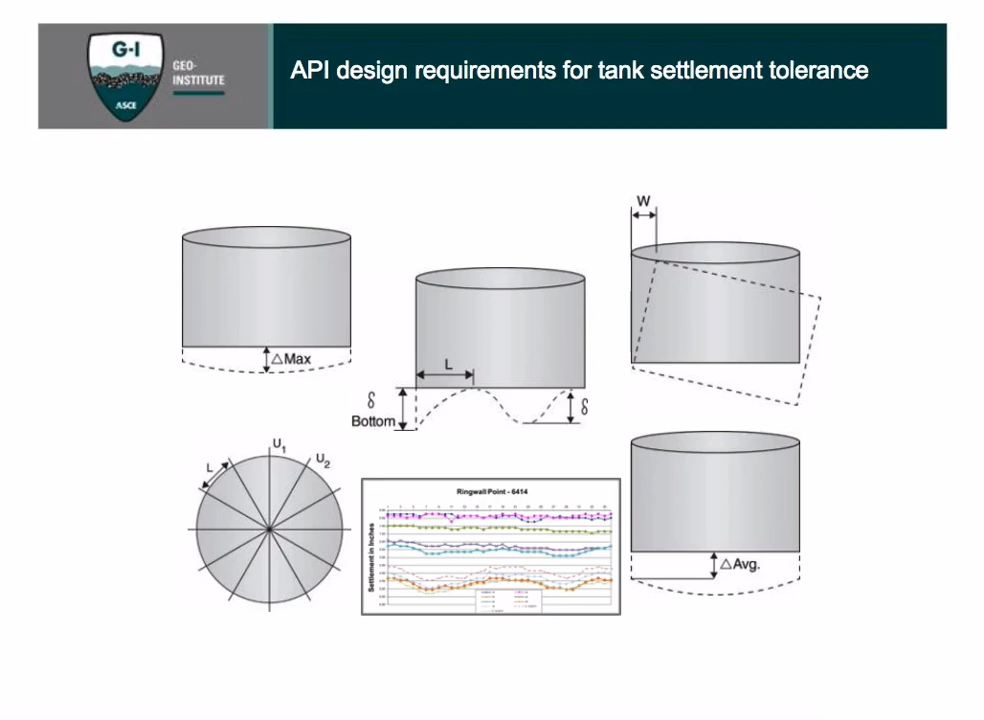 G-I
GEO-
INSTITUTE
ASCE
API design requirements for tank settlement tolerance
W
△Max
L
δ
Bottom
δ
U1
U2
L
Ringwall Point - 6414
Settlement in Inches
△Avg.